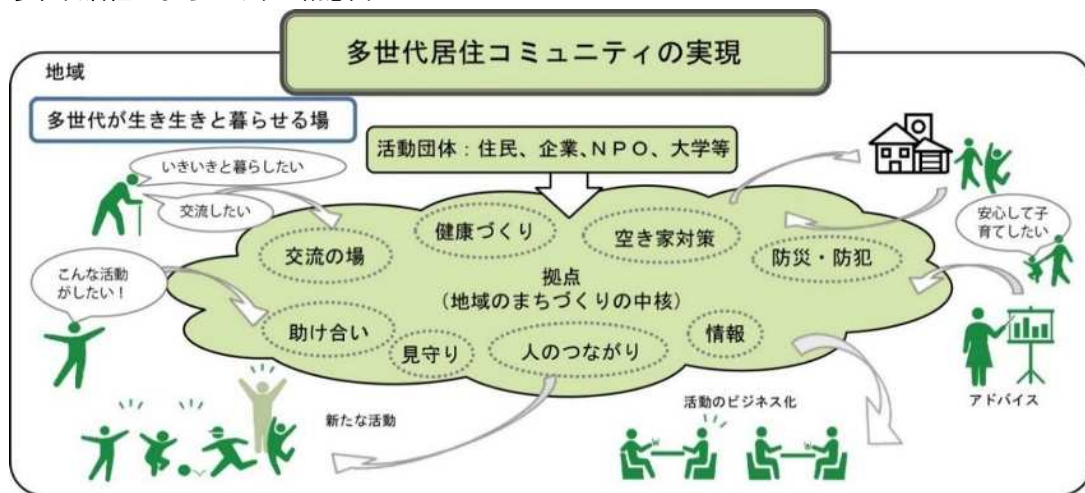 多世代居住コミュニティの実現
地域
多世代が生き生きと暮らせる場
活動団体：住民、企業、NPO、大学等
いきいきと暮らしたい
交流したい
安心して子
育てしたい
健康づくり
空き家対策
交流の場
防災・防犯
こんな活動
がしたい！
拠点
（地域のまちづくりの中核）
助け合い
見守り
人のつながり
情報
アドバイス
新たな活動
活動のビジネス化